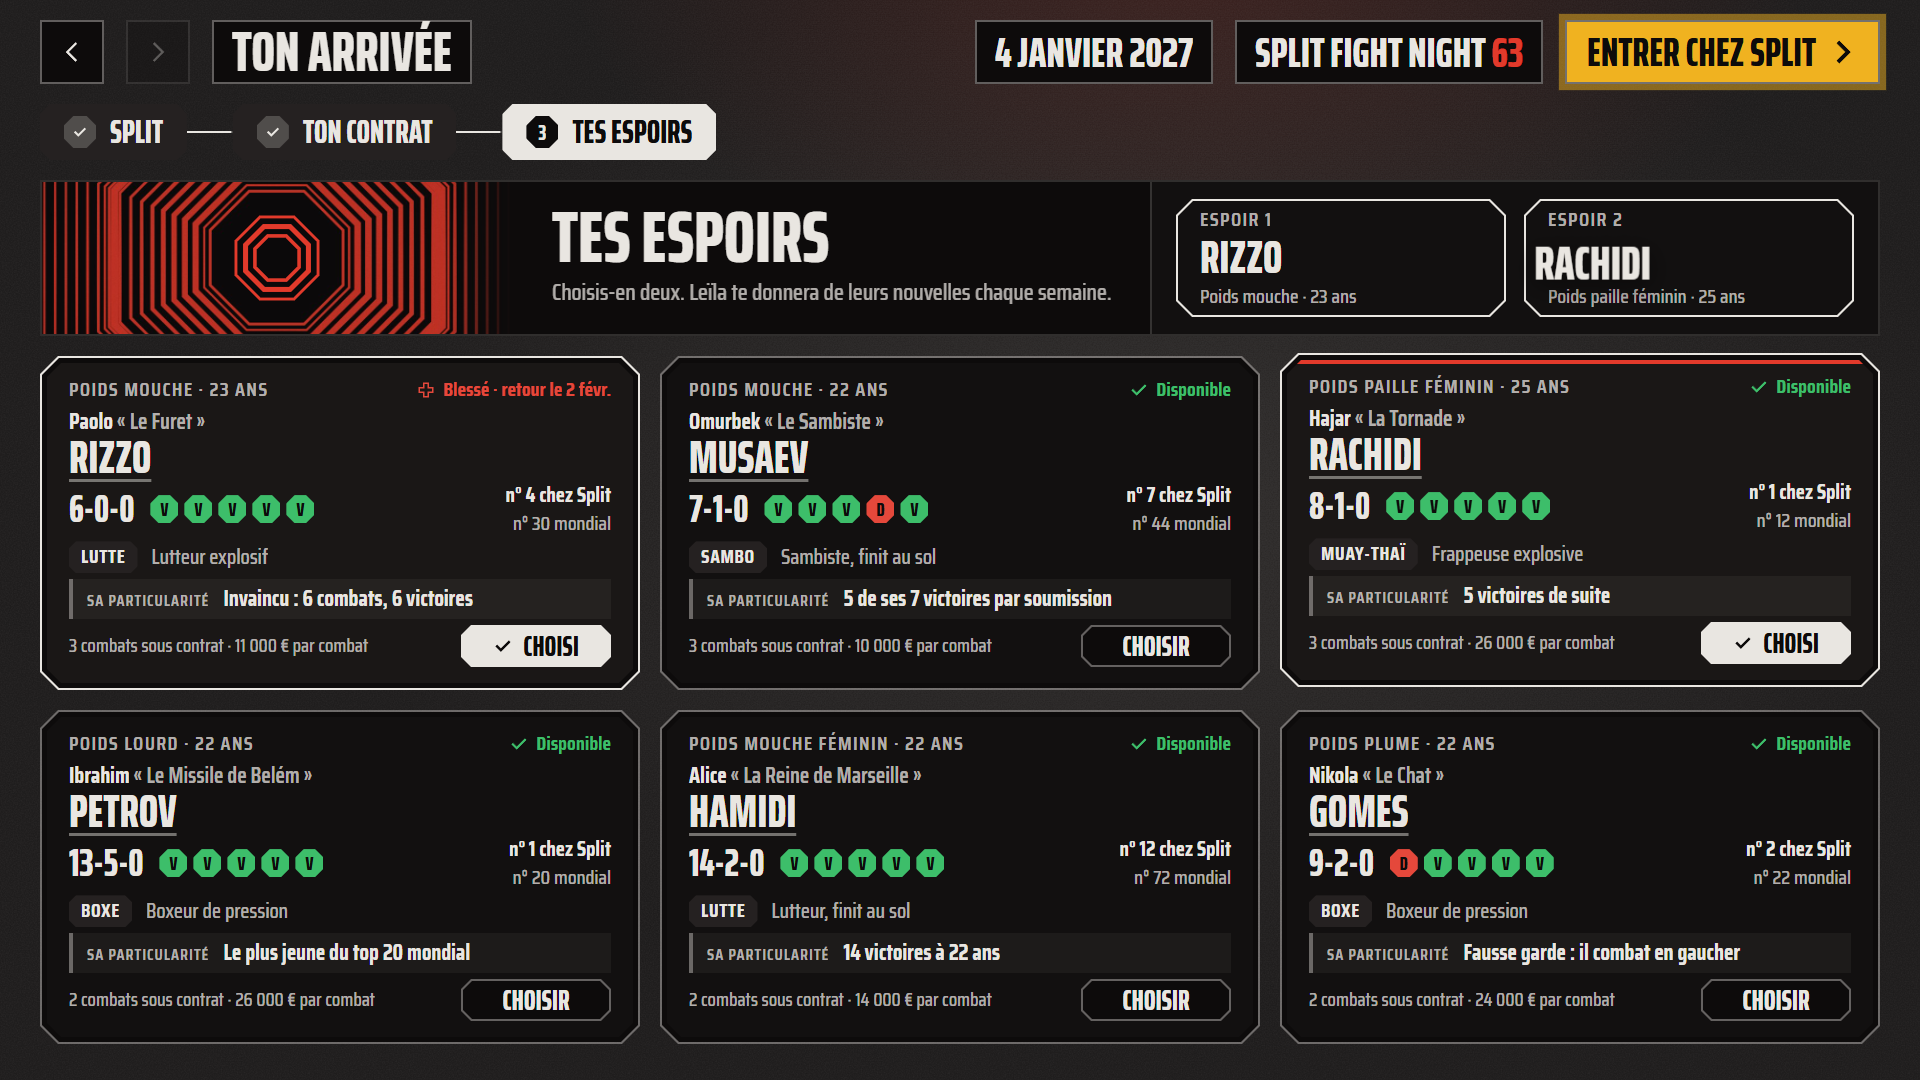 TON ARRIVÉE
4 JANVIER 2027
SPLIT FIGHT NIGHT 63
ENTRER CHEZ SPLIT
SPLIT
TON CONTRAT
3 TES ESPOIRS
TES ESPOIRS
Choisis-en deux. Leïla te donnera de leurs nouvelles chaque semaine.
ESPOIR 1
RIZZO
Poids mouche · 23 ans
ESPOIR 2
RACHIDI
Poids paille féminin · 25 ans
POIDS MOUCHE · 23 ANS
Blessé · retour le 2 févr.
Paolo « Le Furet »
RIZZO
6-0-0 V V V V V
n° 4 chez Split
n° 30 mondial
LUTTE Lutteur explosif
SA PARTICULARITÉ Invaincu : 6 combats, 6 victoires
3 combats sous contrat · 11 000 € par combat
CHOISI
POIDS MOUCHE · 22 ANS
Disponible
Omurbek « Le Sambiste »
MUSAEV
7-1-0 V V V D V
n° 7 chez Split
n° 44 mondial
SAMBO Sambiste, finit au sol
SA PARTICULARITÉ 5 de ses 7 victoires par soumission
3 combats sous contrat · 10 000 € par combat
CHOISIR
POIDS PAILLE FÉMININ · 25 ANS
Disponible
Hajar « La Tornade »
RACHIDI
8-1-0 V V V V V
n° 1 chez Split
n° 12 mondial
MUAY-THAÏ Frappeuse explosive
SA PARTICULARITÉ 5 victoires de suite
3 combats sous contrat · 26 000 € par combat
CHOISI
POIDS LOURD · 22 ANS
Disponible
Ibrahim « Le Missile de Belém »
PETROV
13-5-0 V V V V V
n° 1 chez Split
n° 20 mondial
BOXE Boxeur de pression
SA PARTICULARITÉ Le plus jeune du top 20 mondial
2 combats sous contrat · 26 000 € par combat
CHOISIR
POIDS MOUCHE FÉMININ · 22 ANS
Disponible
Alice « La Reine de Marseille »
HAMIDI
14-2-0 V V V V V
n° 12 chez Split
n° 72 mondial
LUTTE Lutteur, finit au sol
SA PARTICULARITÉ 14 victoires à 22 ans
2 combats sous contrat · 14 000 € par combat
CHOISIR
POIDS PLUME · 22 ANS
Disponible
Nikola « Le Chat »
GOMES
9-2-0 D V V V V
n° 2 chez Split
n° 22 mondial
BOXE Boxeur de pression
SA PARTICULARITÉ Fausse garde : il combat en gaucher
2 combats sous contrat · 24 000 € par combat
CHOISIR